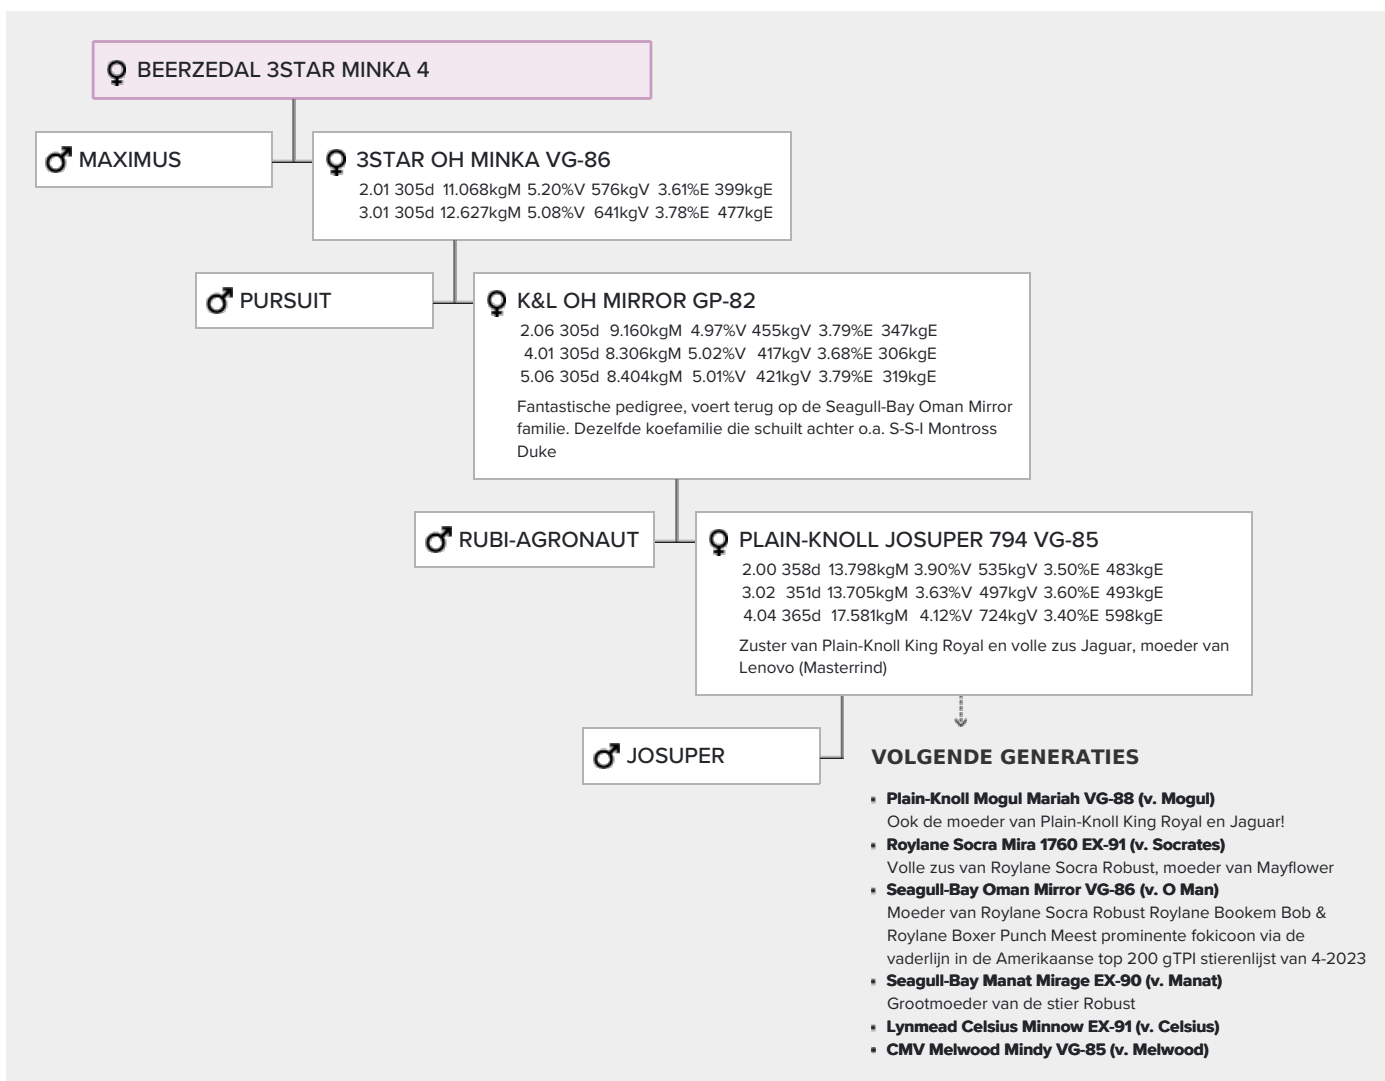 BEERZEDAL 3STAR MINKA 4
MAXIMUS
3STAR OH MINKA VG-86
2.01 305d 11.068kgM 5.20%V 576kgV 3.61%E 399kgE
3.01 305d 12.627kgM 5.08%V 641kgV 3.78%E 477kgE
PURSUIT
K&L OH MIRROR GP-82
2.06 305d 9.160kgM 4.97%V 455kgV 3.79%E 347kgE
4.01 305d 8.306kgM 5.02%V 417kgV 3.68%E 306kgE
5.06 305d 8.404kgM 5.01%V 421kgV 3.79%E 319kgE
Fantastische pedigree, voert terug op de Seagull-Bay Oman Mirror
familie. Dezelfde koefamilie die schuilt achter o.a. S-S-I Montross
Duke
RUBI-AGRONAUT
PLAIN-KNOLL JOSUPER 794 VG-85
2.00 358d 13.798kgM 3.90%V 535kgV 3.50%E 483kgE
3.02 351d 13.705kgM 3.63%V 497kgV 3.60%E 493kgE
4.04 365d 17.581kgM 4.12%V 724kgV 3.40%E 598kgE
Zuster van Plain-Knoll King Royal en volle zus Jaguar, moeder van
Lenovo (Masterrind)
JOSUPER
VOLGENDE GENERATIES
Plain-Knoll Mogul Mariah VG-88 (v. Mogul)
Ook de moeder van Plain-Knoll King Royal en Jaguar!
Roylane Socra Mira 1760 EX-91 (v. Socrates)
Volle zus van Roylane Socra Robust, moeder van Mayflower
Seagull-Bay Oman Mirror VG-86 (v. O Man)
Moeder van Roylane Socra Robust Roylane Bookem Bob &
Roylane Boxer Punch Meest prominente fokicoon via de
vaderlijn in de Amerikaanse top 200 gTPI stierenlijst van 4-2023
Seagull-Bay Manat Mirage EX-90 (v. Manat)
Grootmoeder van de stier Robust
Lynmead Celsius Minnow EX-91 (v. Celsius)
CMV Melwood Mindy VG-85 (v. Melwood)